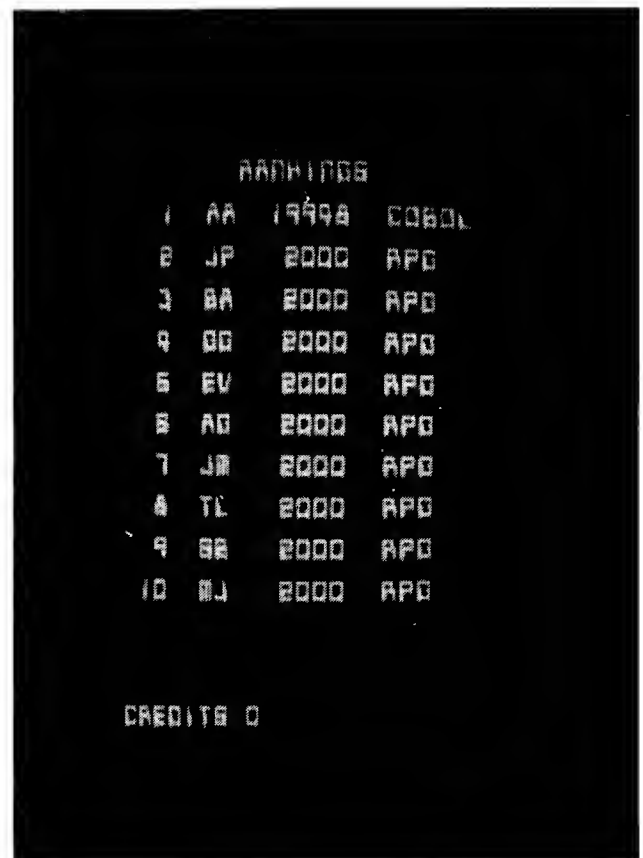 RANKINGS
1 AA 19998 COBOL
2 JP 2000 RPG
3 2000 RPG
4 2000 RPG
5 EV 2000 RPG
6 2000 RPG
7 JM 2000 RPG
8 TL 2000 RPG
9 2000 RPG
10 MJ 2000 RPG
CREDITS 0